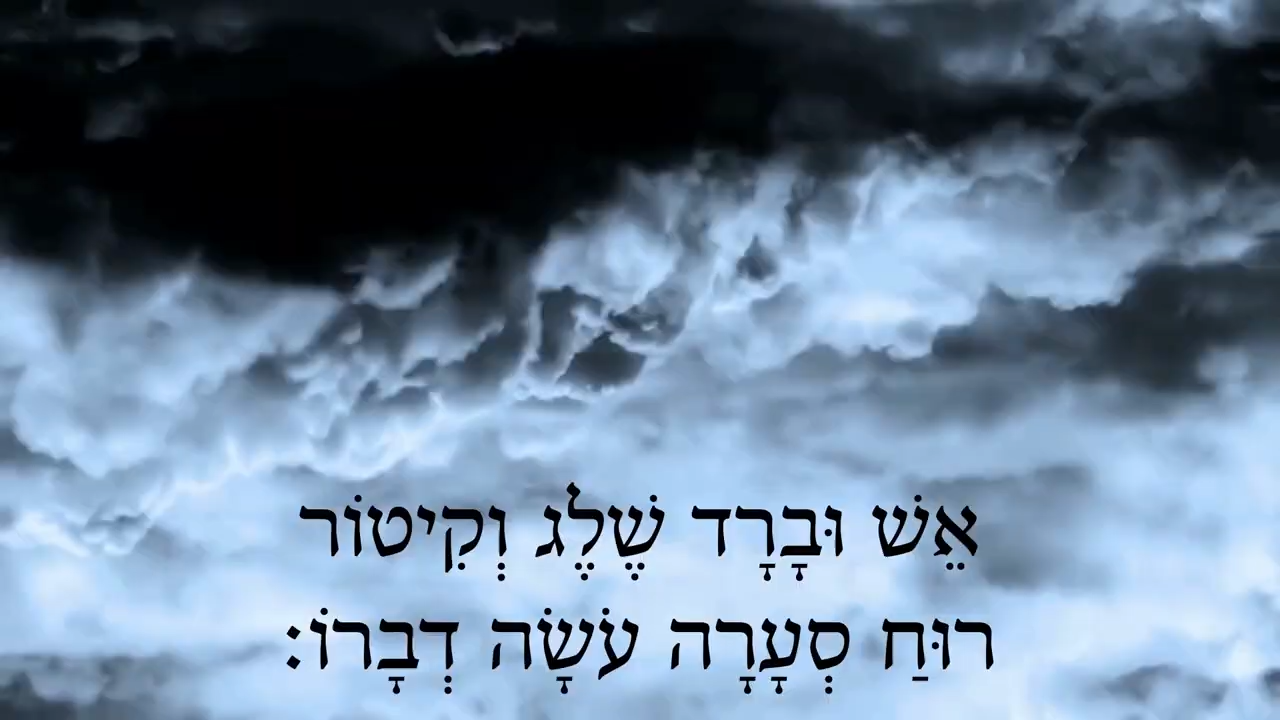 אֵשׁ וּבָרָד שֶׁלֶג וְקִיטוֹר
רוּחַ סְעָרָה עֹשָׂה דְבָרוֹ׃